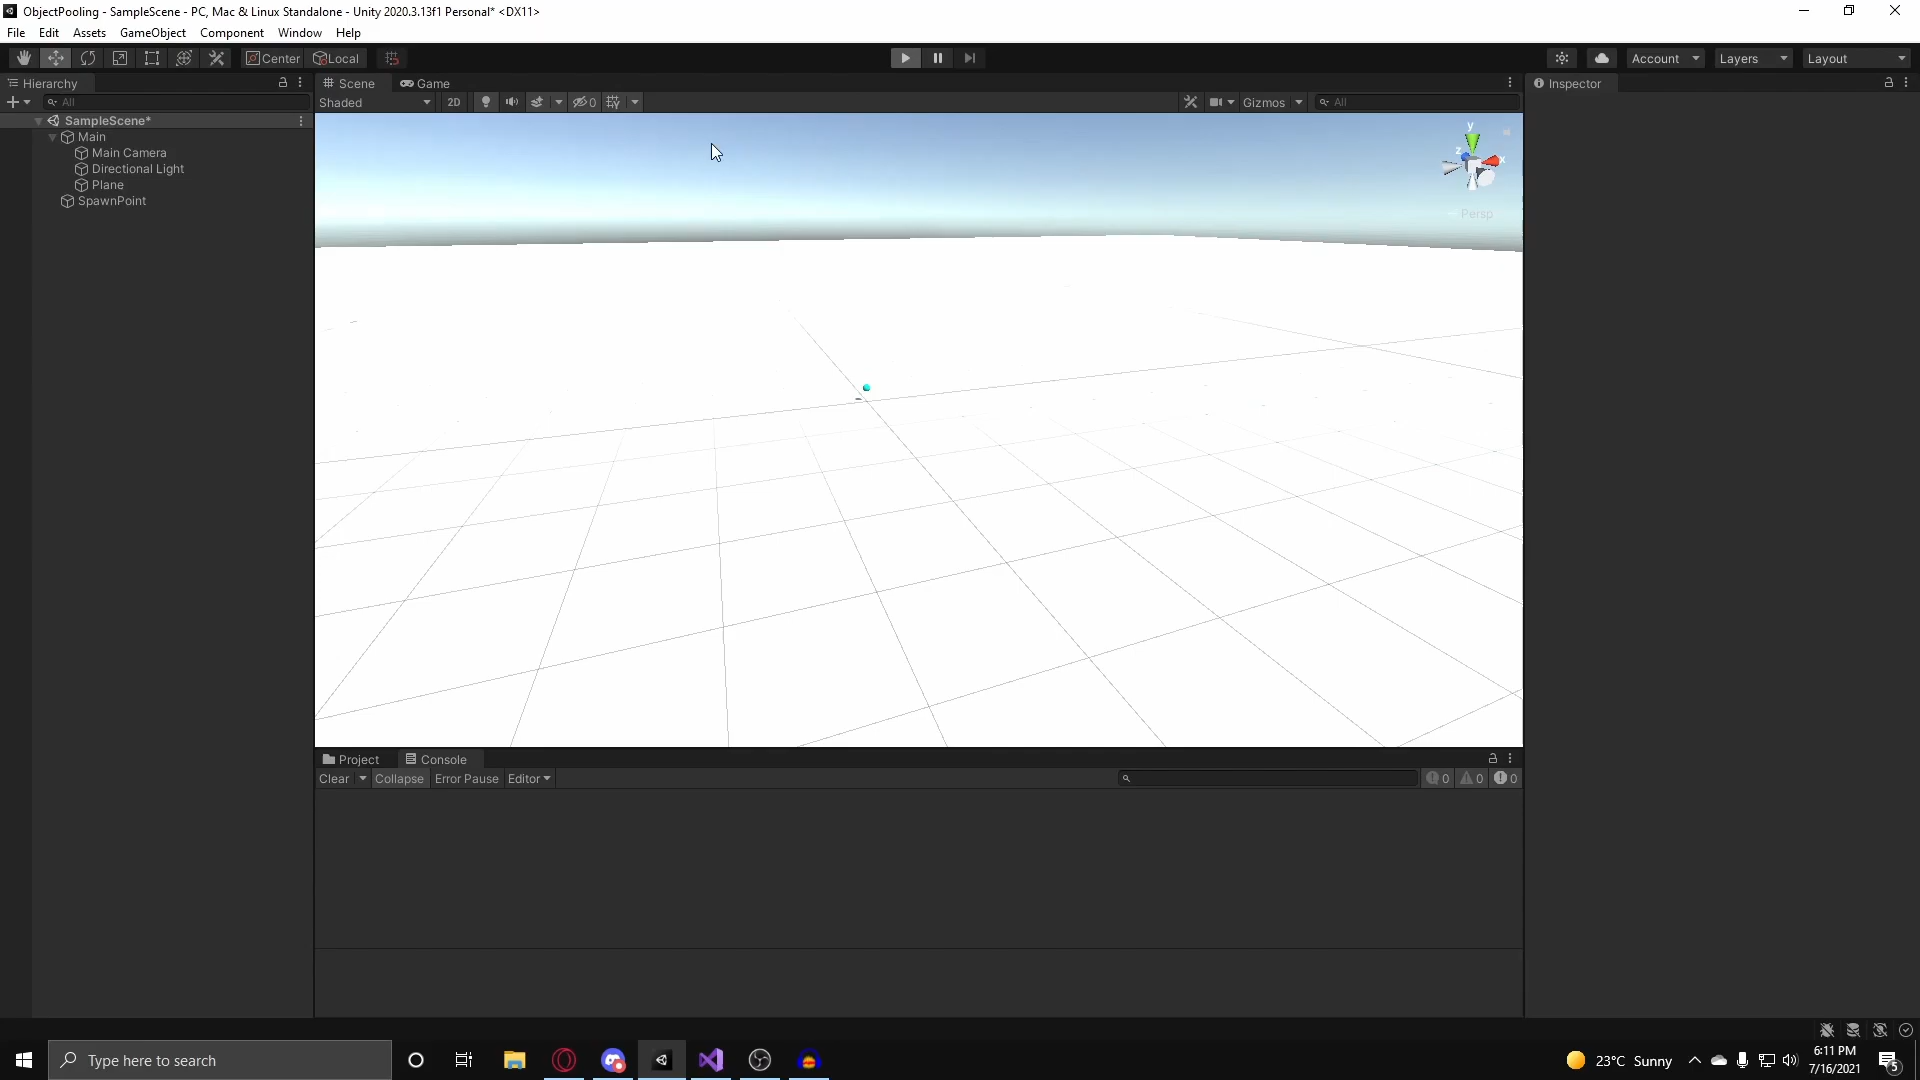 ObjectPooling - SampleScene - PC, Mac & Linux Standalone - Unity 2020.3.13f1 Personal* <DX11>
File Edit Assets GameObject Component Window Help
Center Local Account Layers Layout
Hierarchy Scene Game Inspector
All Shaded 2D 0 Gizmos All
SampleScene*
Main
Main Camera
Directional Light
Plane
SpawnPoint
y
z x
Persp
Project Console
Clear Collapse Error Pause Editor 0 0 0
Type here to search
23°C Sunny
6:11 PM
7/16/2021
5